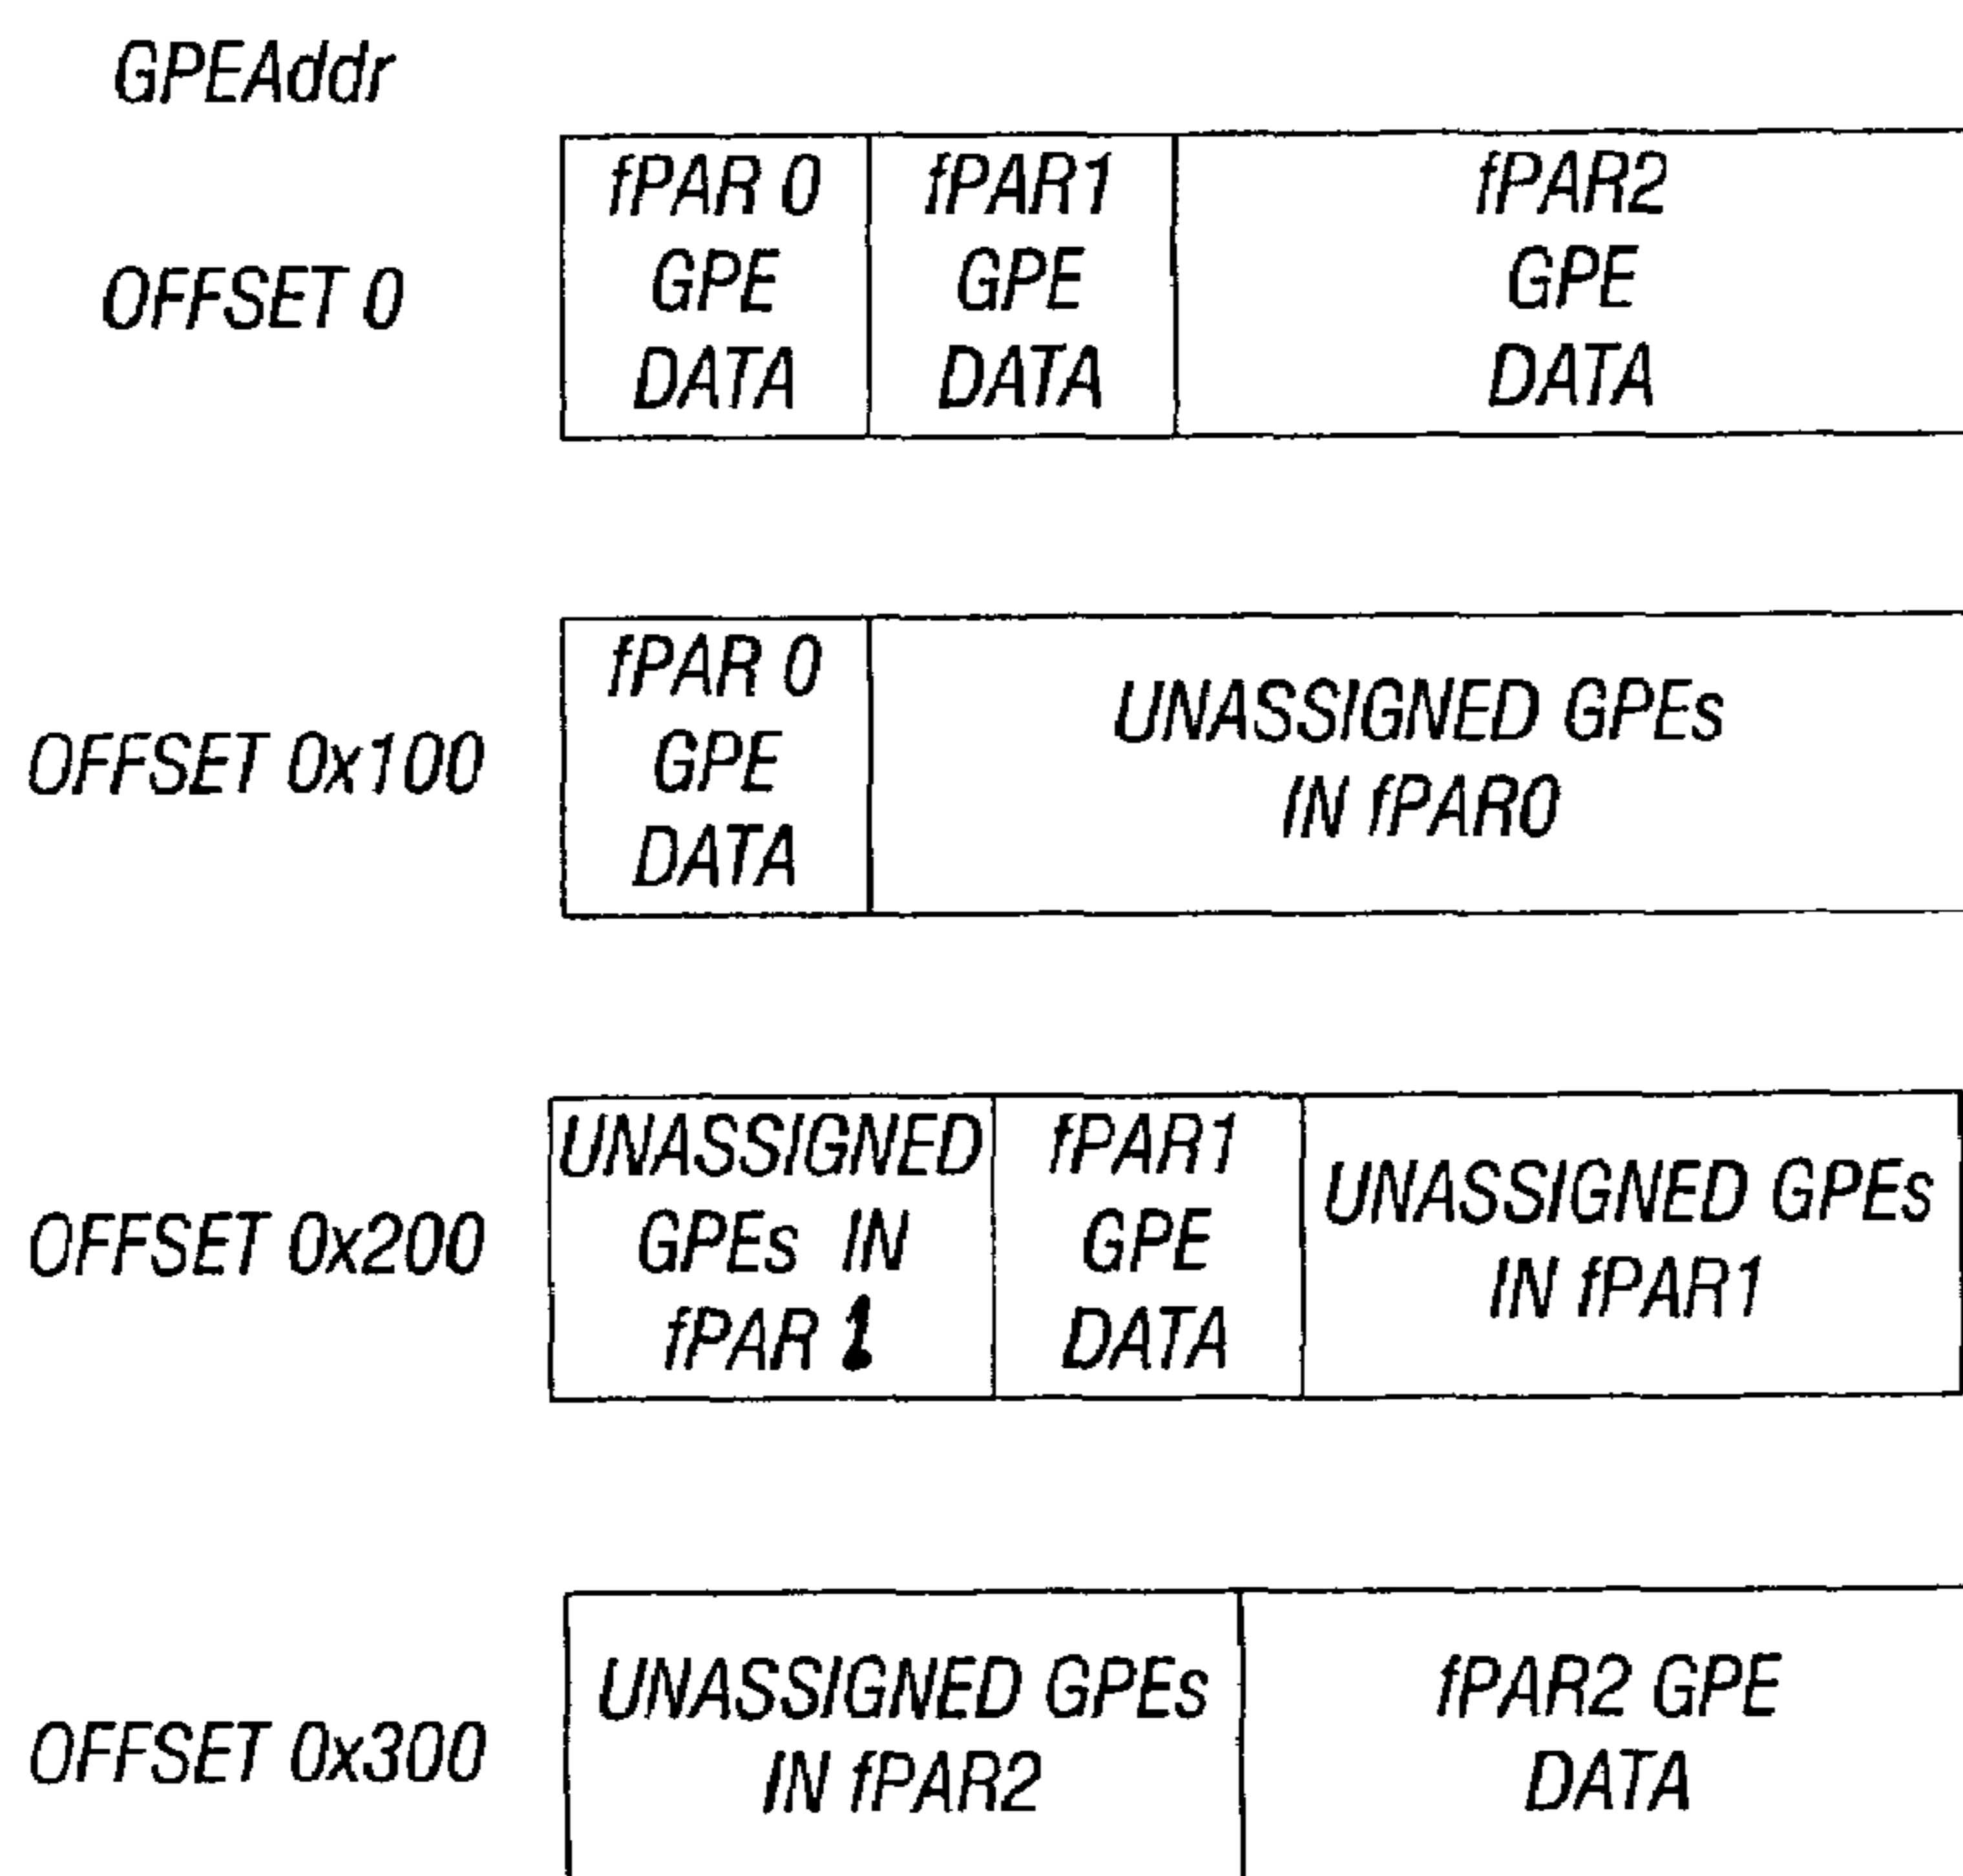 GPEAddr
OFFSET 0
fPAR 0
GPE
DATA
fPAR1
GPE
DATA
fPAR2
GPE
DATA
OFFSET 0x100
fPAR 0
GPE
DATA
UNASSIGNED GPEs
IN fPAR0
OFFSET 0x200
UNASSIGNED
GPEs IN
fPAR 1
fPAR1
GPE
DATA
UNASSIGNED GPEs
IN fPAR1
OFFSET 0x300
UNASSIGNED GPEs
IN fPAR2
fPAR2 GPE
DATA